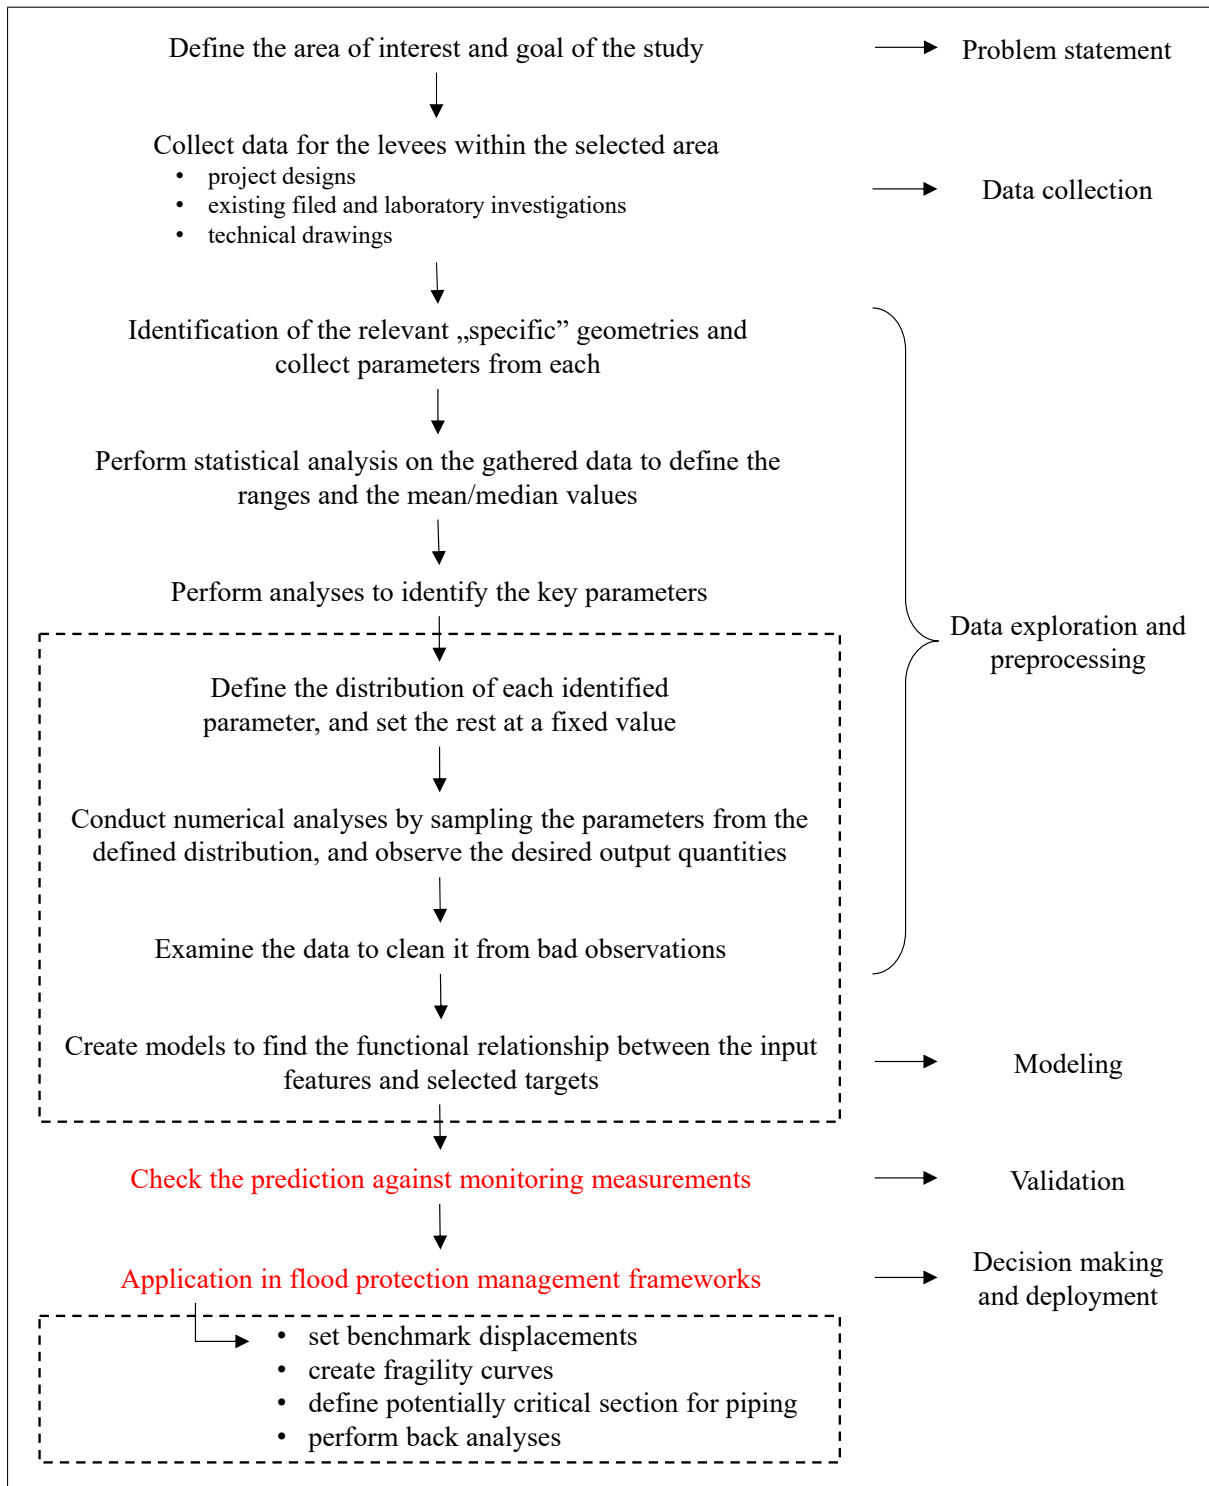 Define the area of interest and goal of the study
Problem statement
Collect data for the levees within the selected area
• project designs
• existing filed and laboratory investigations
• technical drawings
Data collection
Identification of the relevant „specific” geometries and
collect parameters from each
Perform statistical analysis on the gathered data to define the
ranges and the mean/median values
Perform analyses to identify the key parameters
Data exploration and
preprocessing
Define the distribution of each identified
parameter, and set the rest at a fixed value
Conduct numerical analyses by sampling the parameters from the
defined distribution, and observe the desired output quantities
Examine the data to clean it from bad observations
Create models to find the functional relationship between the input
features and selected targets
Modeling
Check the prediction against monitoring measurements
Validation
Application in flood protection management frameworks
Decision making
and deployment
• set benchmark displacements
• create fragility curves
• define potentially critical section for piping
• perform back analyses